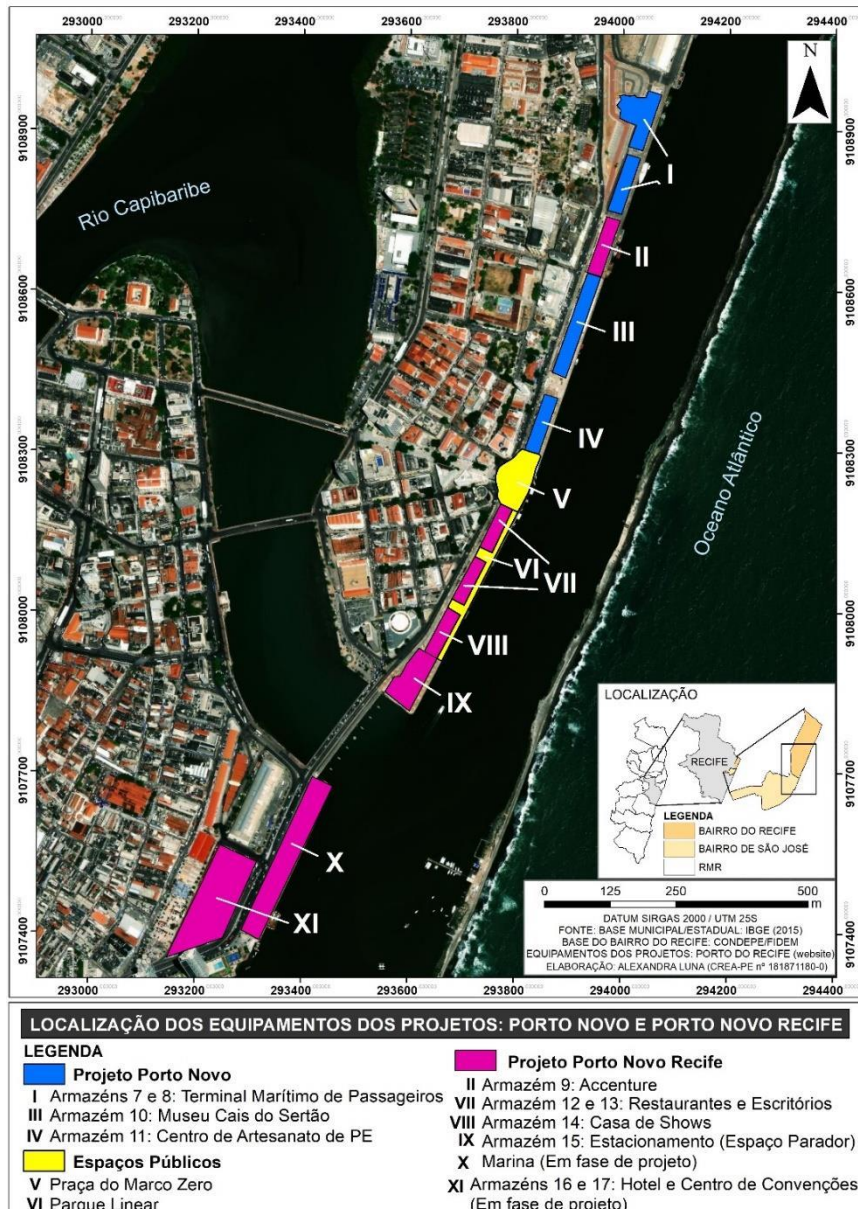 293000 293200 293400 293600 293800 294000 294200 294400
N
9108900
9108900
Rio Capibaribe
I
II
9108600
9108600
III
IV
9108300
9108300
V
Oceano Atlântico
VI
VII
9108000
9108000
VIII
IX
LOCALIZAÇÃO
RECIFE
9107700
9107700
LEGENDA
BAIRRO DO RECIFE
BAIRRO DE SÃO JOSÉ
RMR
X
XI
0 125 250 500
m
9107400
9107400
DATUM SIRGAS 2000 / UTM 25S
FONTE: BASE MUNICIPAL/ESTADUAL: IBGE (2015)
BASE DO BAIRRO DO RECIFE: CONDEPE/FIDEM
EQUIPAMENTOS DOS PROJETOS: PORTO DO RECIFE (website)
ELABORAÇÃO: ALEXANDRA LUNA (CREA-PE nº 181871180-0)
293000 293200 293400 293600 293800 294000 294200 294400
LOCALIZAÇÃO DOS EQUIPAMENTOS DOS PROJETOS: PORTO NOVO E PORTO NOVO RECIFE
LEGENDA
Projeto Porto Novo
I Armazéns 7 e 8: Terminal Marítimo de Passageiros
III Armazém 10: Museu Cais do Sertão
IV Armazém 11: Centro de Artesanato de PE
Espaços Públicos
V Praça do Marco Zero
VI Parque Linear
Projeto Porto Novo Recife
II Armazém 9: Accenture
VII Armazém 12 e 13: Restaurantes e Escritórios
VIII Armazém 14: Casa de Shows
IX Armazém 15: Estacionamento (Espaço Parador)
X Marina (Em fase de projeto)
XI Armazéns 16 e 17: Hotel e Centro de Convenções
(Em fase de projeto)